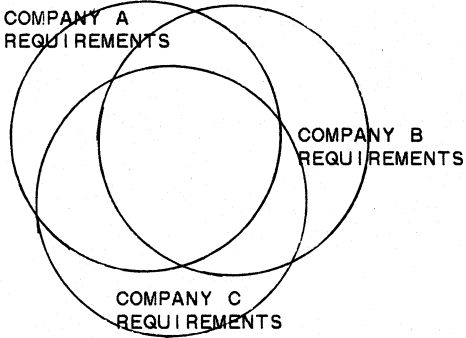 COMPANY A
REQUIREMENTS
COMPANY B
REQUIREMENTS
COMPANY C
REQUIREMENTS